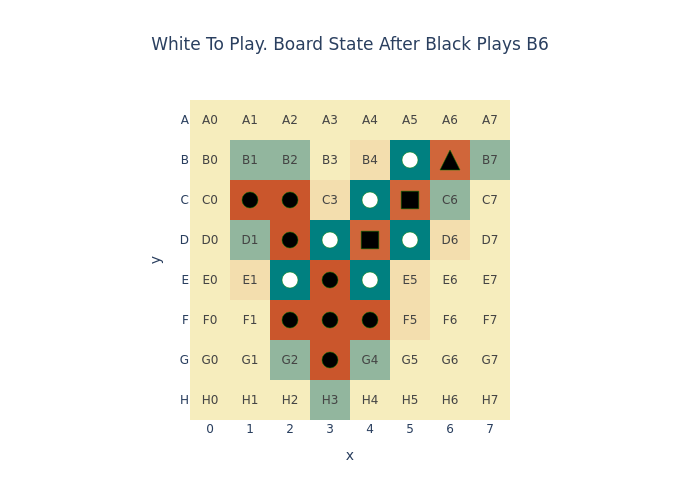 White To Play. Board State After Black Plays B6
A A0 A1 A2 A3 A4 A5 A6 A7
B B0 B1 B2 B3 B4 B7
C C0 C3 C6 C7
D D0 D1 D6 D7
E E0 E1 E5 E6 E7
F F0 F1 F5 F6 F7
G G0 G1 G2 G4 G5 G6 G7
H H0 H1 H2 H3 H4 H5 H6 H7
0 1 2 3 4 5 6 7
x
y